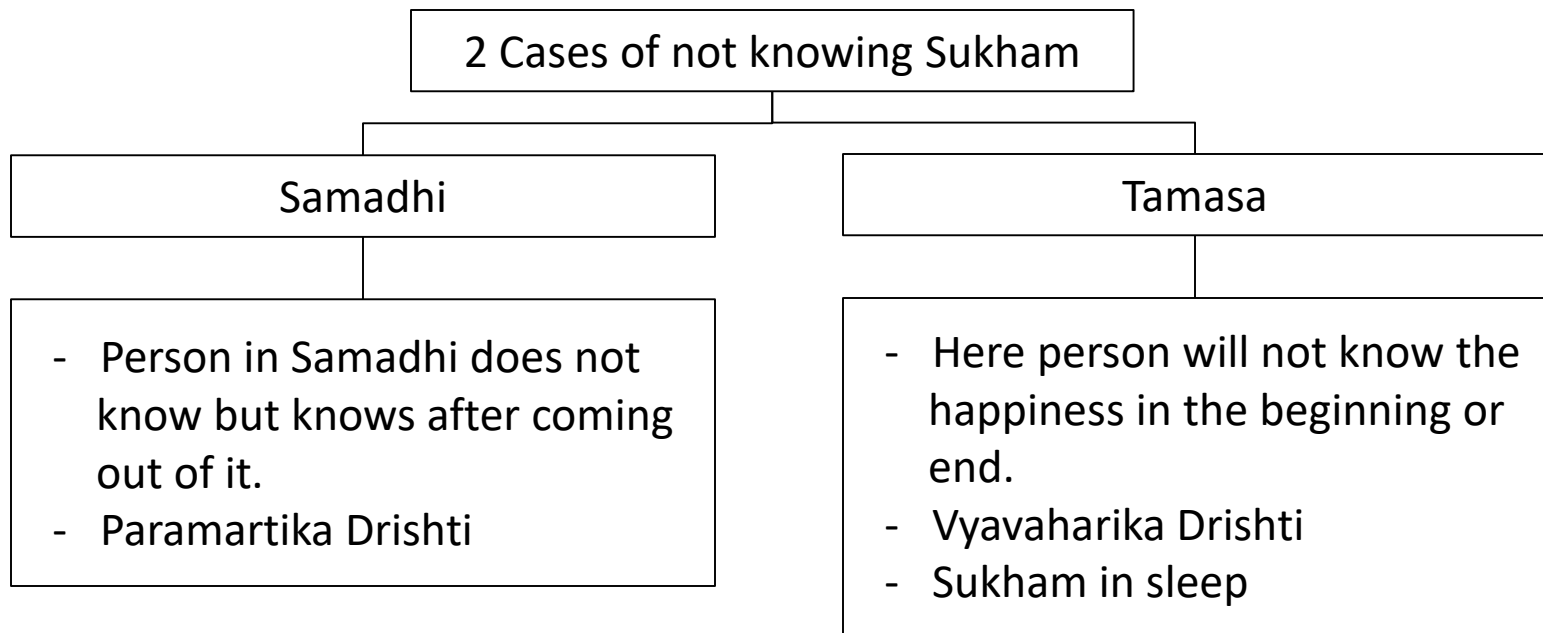 2 Cases of not knowing Sukham
Samadhi
Tamasa
- Person in Samadhi does not
know but knows after coming
out of it.
- Paramartika Drishti
- Here person will not know the
happiness in the beginning or
end.
- Vyavaharika Drishti
- Sukham in sleep